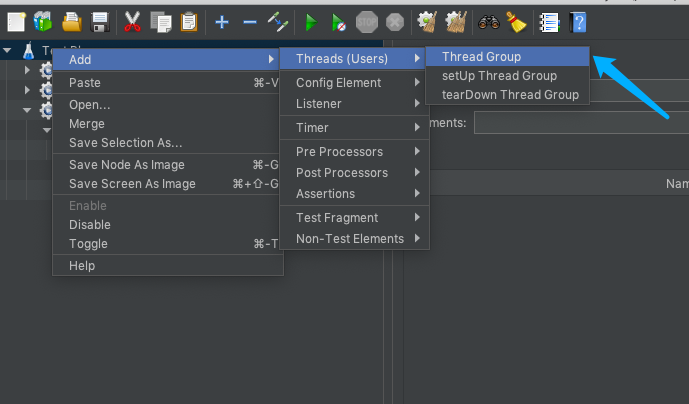 STOP
?
Add
Paste ⌘-V
Open...
Merge
Save Selection As...
Save Node As Image ⌘-G
Save Screen As Image ⌘+⇧-G
Enable
Disable
Toggle ⌘-T
Help
Threads (Users)
Config Element
Listener
Timer
Pre Processors
Post Processors
Assertions
Test Fragment
Non-Test Elements
Thread Group
setUp Thread Group
tearDown Thread Group
ments:
Nam